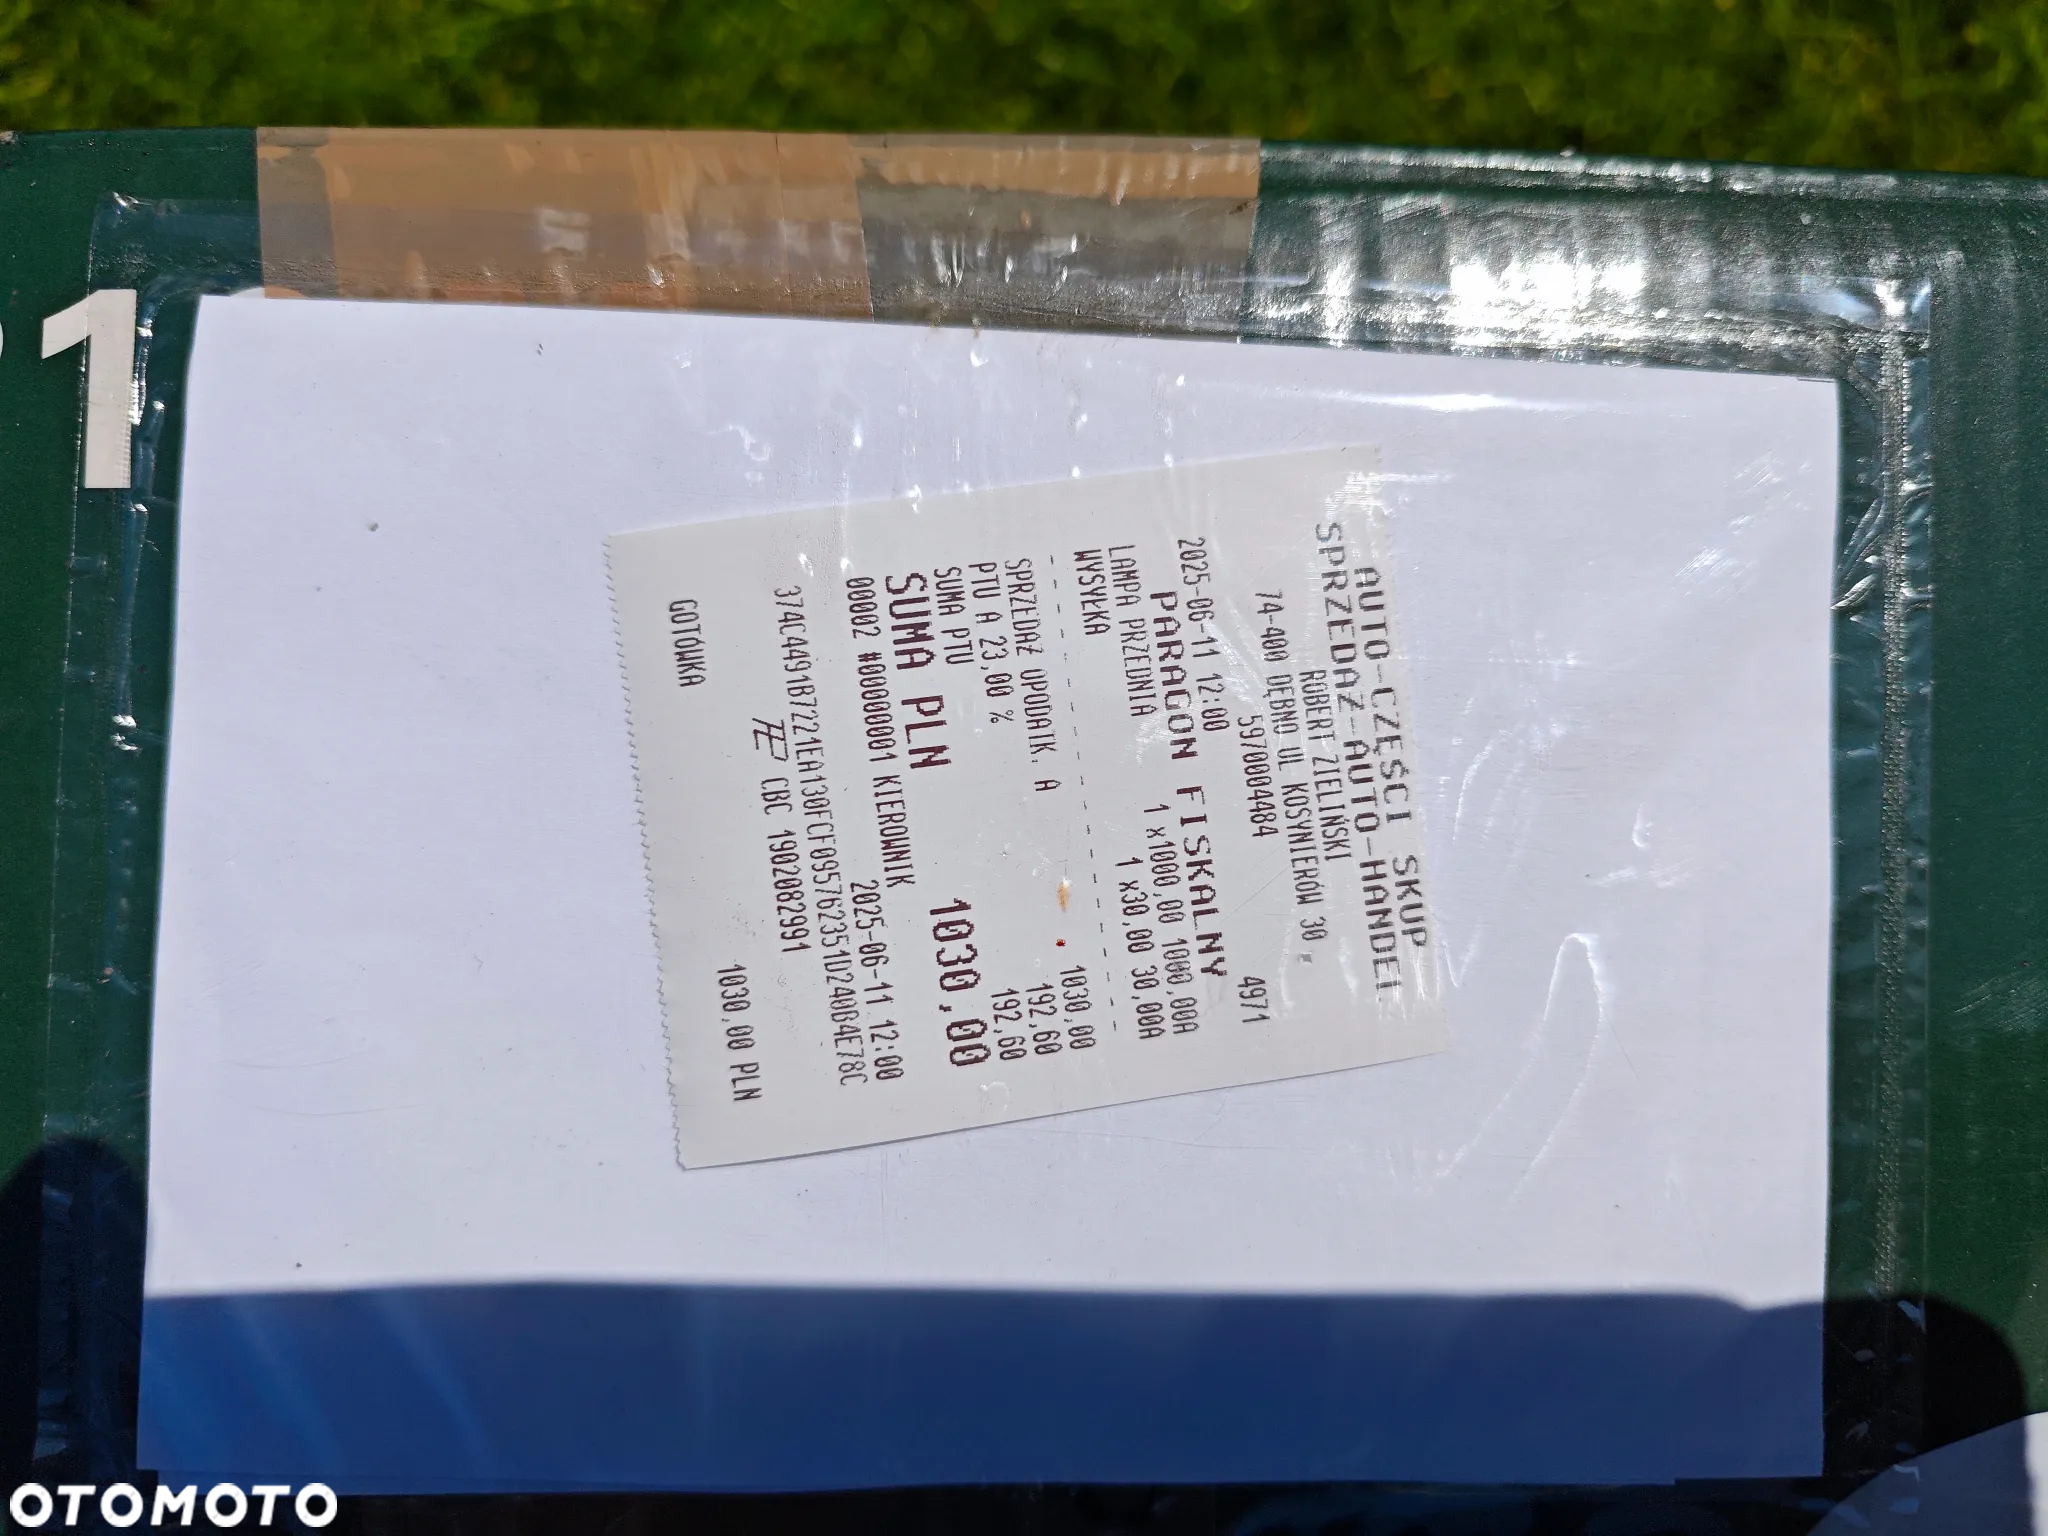 AUTO-CZĘŚCI SKUP
SPRZEDAŻ-AUTO-HANDEL
ROBERT ZIELIŃSKI
74-400 DĘBNO UL KOSYNIERÓW 30
5970004484
2025-06-11 12:00 4971
PARAGON FISKALNY
LAMPA PRZEDNIA 1 x1000,00 1000,00A
WYSYŁKA 1 x30,00 30,00A
SPRZEDAŻ OPODATK. A 1030,00
PTU A 23,00 % 192,60
SUMA PTU 192,60
SUMA PLN 1030,00
00002 #00000001 KIEROWNIK 2025-06-11 12:00
374C4491B7221EA130FCF095762351D240B4E78C
CBC 1902082991
GOTÓWKA 1030,00 PLN
1
OTOMOTO